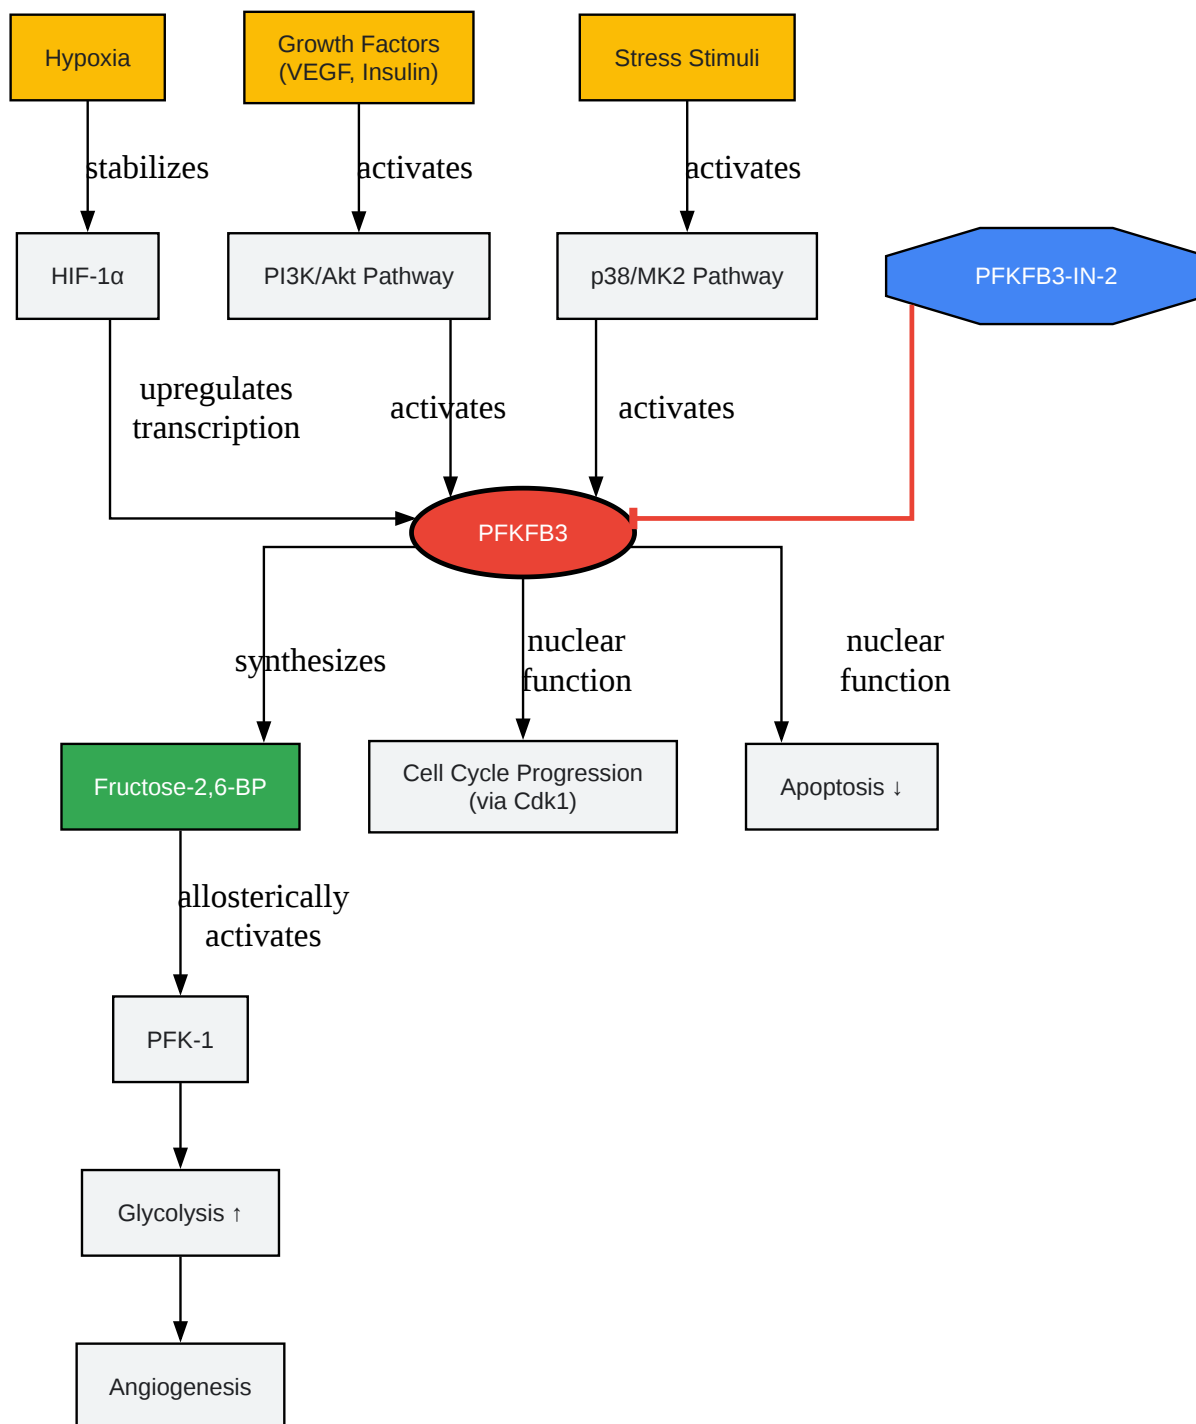 Hypoxia
Growth Factors
(VEGF, Insulin)
Stress Stimuli
stabilizes
activates
activates
HIF-1α
PI3K/Akt Pathway
p38/MK2 Pathway
PFKFB3-IN-2
upregulates
transcription
activates
activates
PFKFB3
synthesizes
nuclear
function
nuclear
function
Fructose-2,6-BP
Cell Cycle Progression
(via Cdk1)
Apoptosis ↓
allosterically
activates
PFK-1
Glycolysis ↑
Angiogenesis